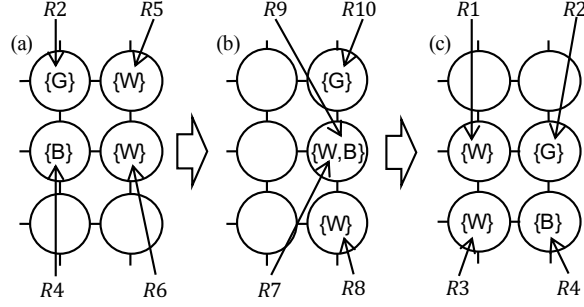 R2 R5 R9 R10 R1 R2
(a) {G} {W} (b) {G} (c)
{B} {W} {W,B} {W} {G}
{W} {W} {B}
R4 R6 R7 R8 R3 R4